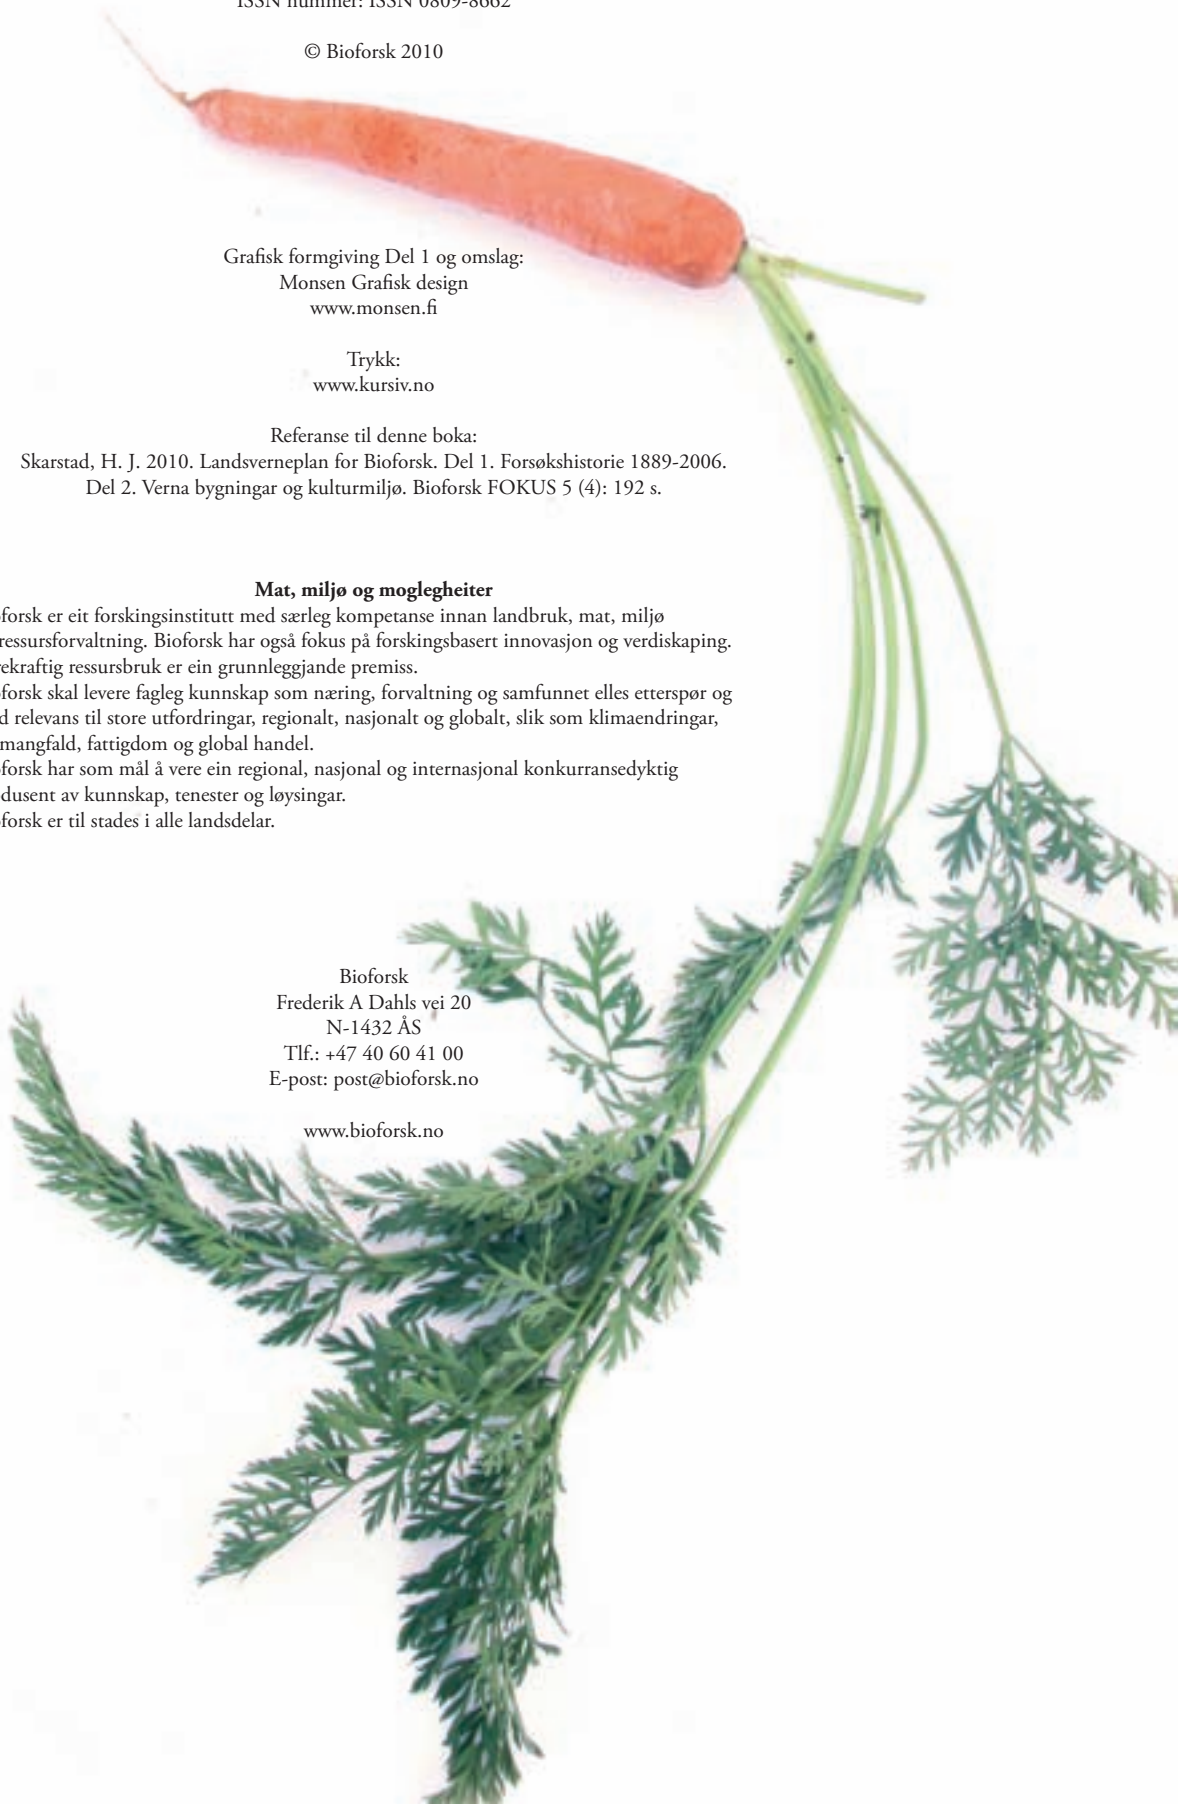 ISSN nummer: ISSN 0809-8662
© Bioforsk 2010
Grafisk formgiving Del 1 og omslag:
Monsen Grafisk design
www.monsen.fi
Trykk:
www.kursiv.no
Referanse til denne boka:
Skarstad, H. J. 2010. Landsverneplan for Bioforsk. Del 1. Forsøkshistorie 1889-2006.
Del 2. Verna bygningar og kulturmiljø. Bioforsk FOKUS 5 (4): 192 s.
Mat, miljø og moglegheiter
forsk er eit forskingsinstitutt med særleg kompetanse innan landbruk, mat, miljø
ressursforvaltning. Bioforsk har også fokus på forskingsbasert innovasjon og verdiskaping.
ekraftig ressursbruk er ein grunnleggjande premiss.
forsk skal levere fagleg kunnskap som næring, forvaltning og samfunnet elles etterspør og
d relevans til store utfordringar, regionalt, nasjonalt og globalt, slik som klimaendringar,
mangfald, fattigdom og global handel.
forsk har som mål å vere ein regional, nasjonal og internasjonal konkurransedyktig
dusent av kunnskap, tenester og løysingar.
forsk er til stades i alle landsdelar.
Bioforsk
Frederik A Dahls vei 20
N-1432 ÅS
Tlf.: +47 40 60 41 00
E-post: post@bioforsk.no
www.bioforsk.no